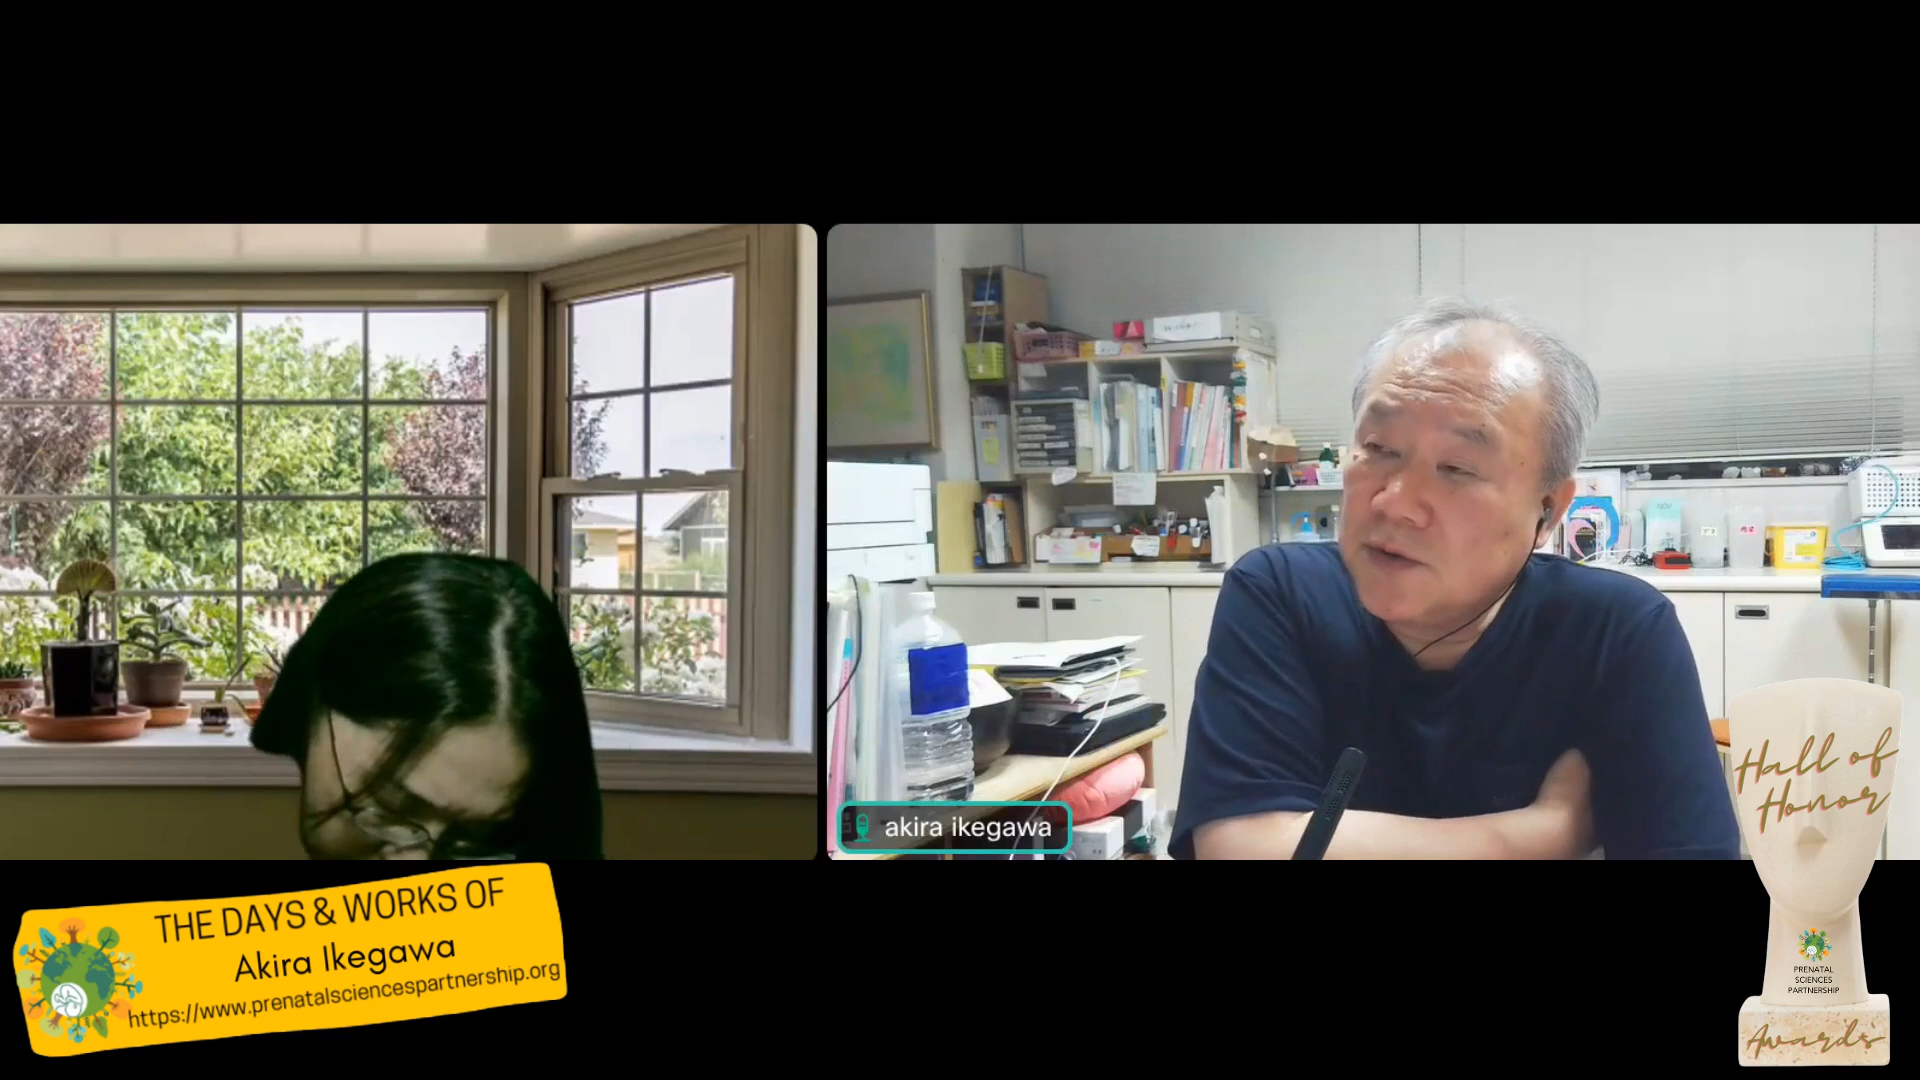 akira ikegawa
THE DAYS & WORKS OF
Akira Ikegawa
https://www.prenatalsciencespartnership.org
Hall of
Honor
PRENATAL
SCIENCES
PARTNERSHIP
Awards